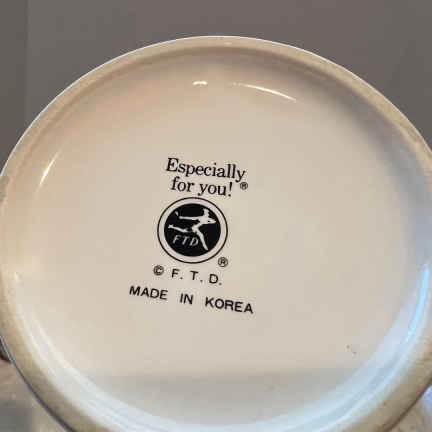 Especially
for you! ®
FTD
®
© F. T. D.
MADE IN KOREA